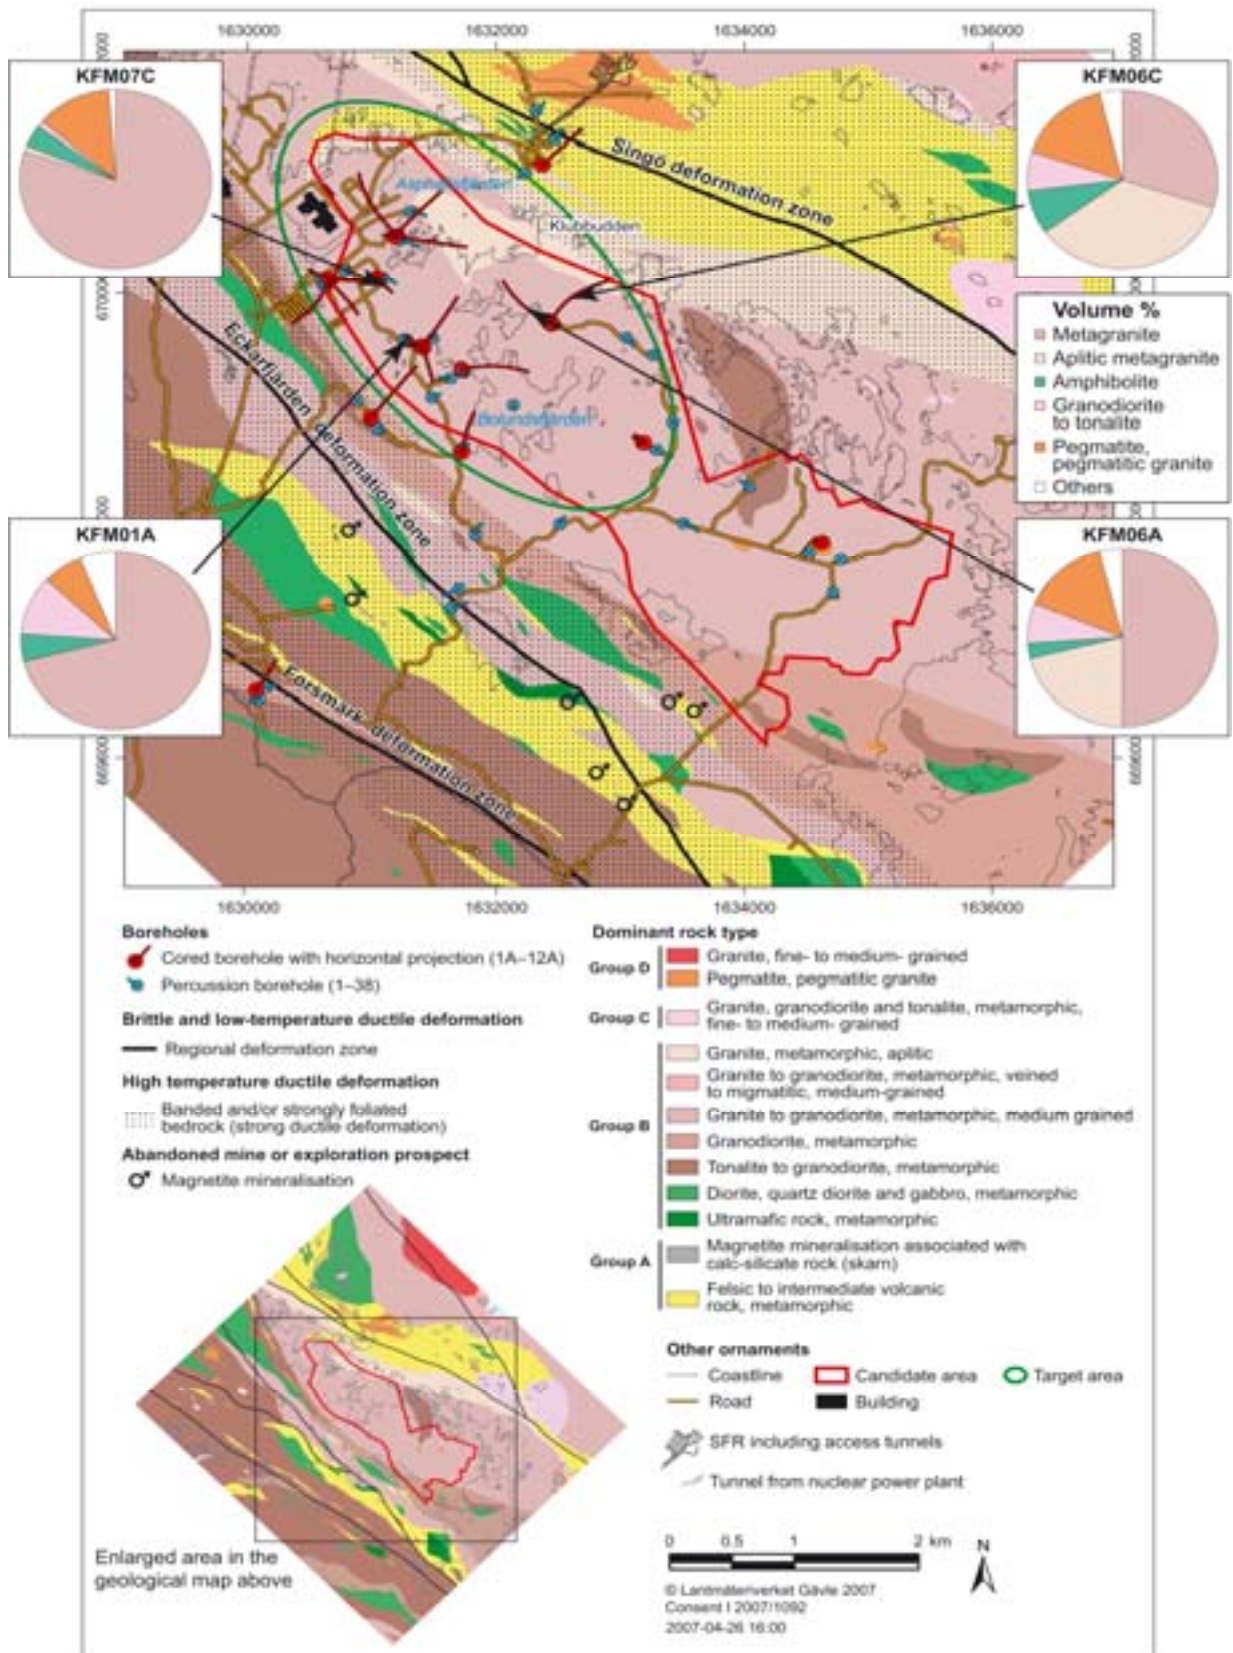 1630000
1632000
1634000
1636000
KFM07C
KFM06C
Singö deformation zone
Klubbudden
Volume %
Metagranite
Aplitic metagranite
Amphibolite
Granodiorite
to tonalite
Pegmatite,
pegmatitic granite
Others
Eckarfjärden deformation zone
Bolundsfjärden
KFM01A
KFM06A
Forsmark deformation zone
6696000
6696000
1630000
1632000
1634000
1636000
Boreholes
Cored borehole with horizontal projection (1A–12A)
Percussion borehole (1–38)
Brittle and low-temperature ductile deformation
Regional deformation zone
High temperature ductile deformation
Banded and/or strongly foliated
bedrock (strong ductile deformation)
Abandoned mine or exploration prospect
Magnetite mineralisation
Dominant rock type
Group D
Granite, fine- to medium- grained
Pegmatite, pegmatitic granite
Group C
Granite, granodiorite and tonalite, metamorphic,
fine- to medium- grained
Group B
Granite, metamorphic, aplitic
Granite to granodiorite, metamorphic, veined
to migmatitic, medium-grained
Granite to granodiorite, metamorphic, medium grained
Granodiorite, metamorphic
Tonalite to granodiorite, metamorphic
Diorite, quartz diorite and gabbro, metamorphic
Ultramafic rock, metamorphic
Group A
Magnetite mineralisation associated with
calc-silicate rock (skarn)
Felsic to intermediate volcanic
rock, metamorphic
Other ornaments
Coastline
Candidate area
Target area
Road
Building
SFR including access tunnels
Tunnel from nuclear power plant
Enlarged area in the
geological map above
0 0.5 1 2 km
N
© Lantmäteriverket Gävle 2007
Consent I 2007/1092
2007-04-26 16:00